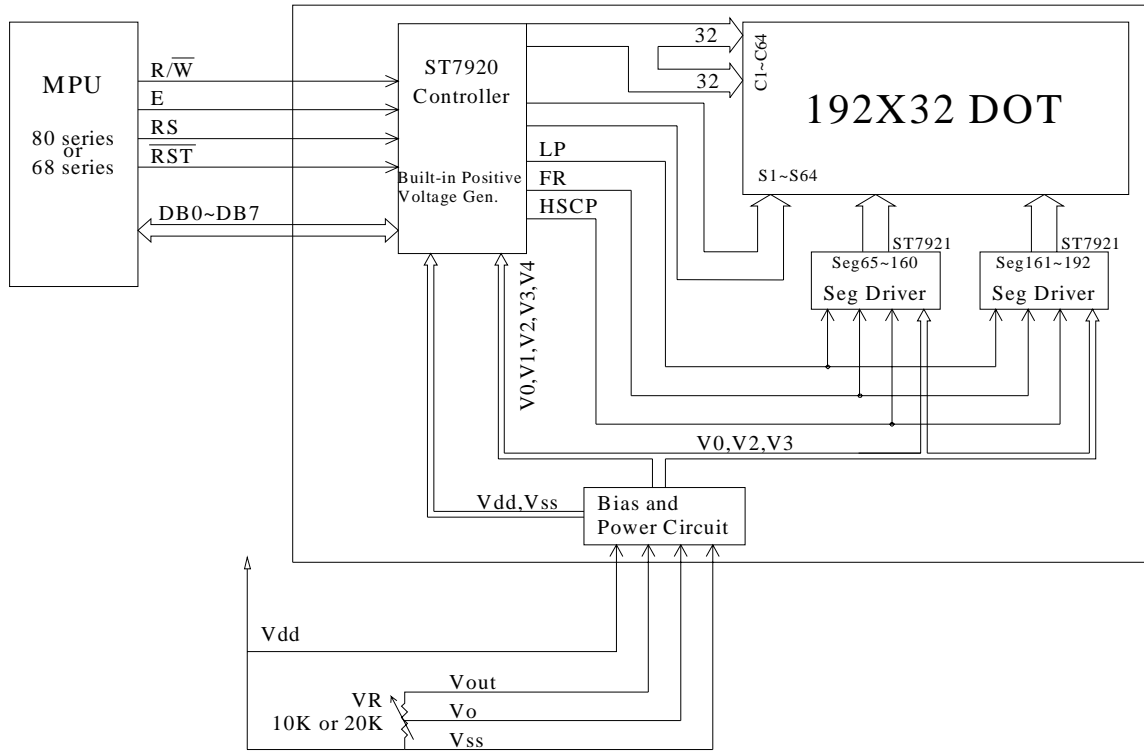 MPU
80 series
or
68 series
R/W̅
E
RS
R̅S̅T̅
DB0~DB7
ST7920
Controller
Built-in Positive
Voltage Gen.
LP
FR
HSCP
32
32
C1~C64
192X32 DOT
S1~S64
ST7921
Seg65~160
Seg Driver
ST7921
Seg161~192
Seg Driver
V0,V1,V2,V3,V4
V0,V2,V3
Vdd,Vss
Bias and
Power Circuit
Vdd
Vout
VR
10K or 20K
Vo
Vss